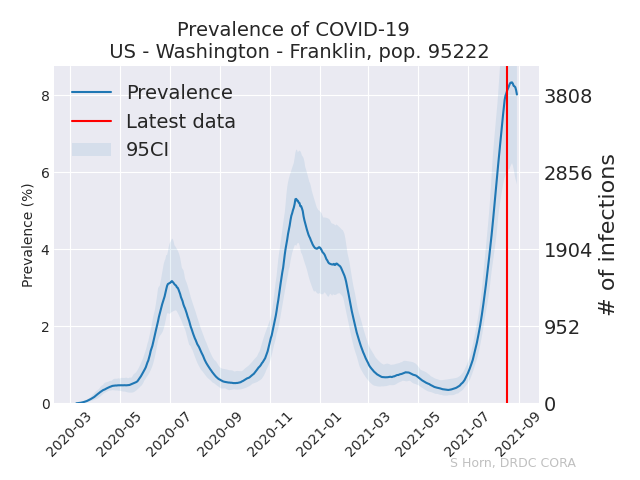 Prevalence of COVID-19
US - Washington - Franklin, pop. 95222
Prevalence
Latest data
95CI
Prevalence (%)
8
6
4
2
0
3808
2856
1904
952
0
# of infections
2020-03
2020-05
2020-07
2020-09
2020-11
2021-01
2021-03
2021-05
2021-07
2021-09
S Horn, DRDC CORA